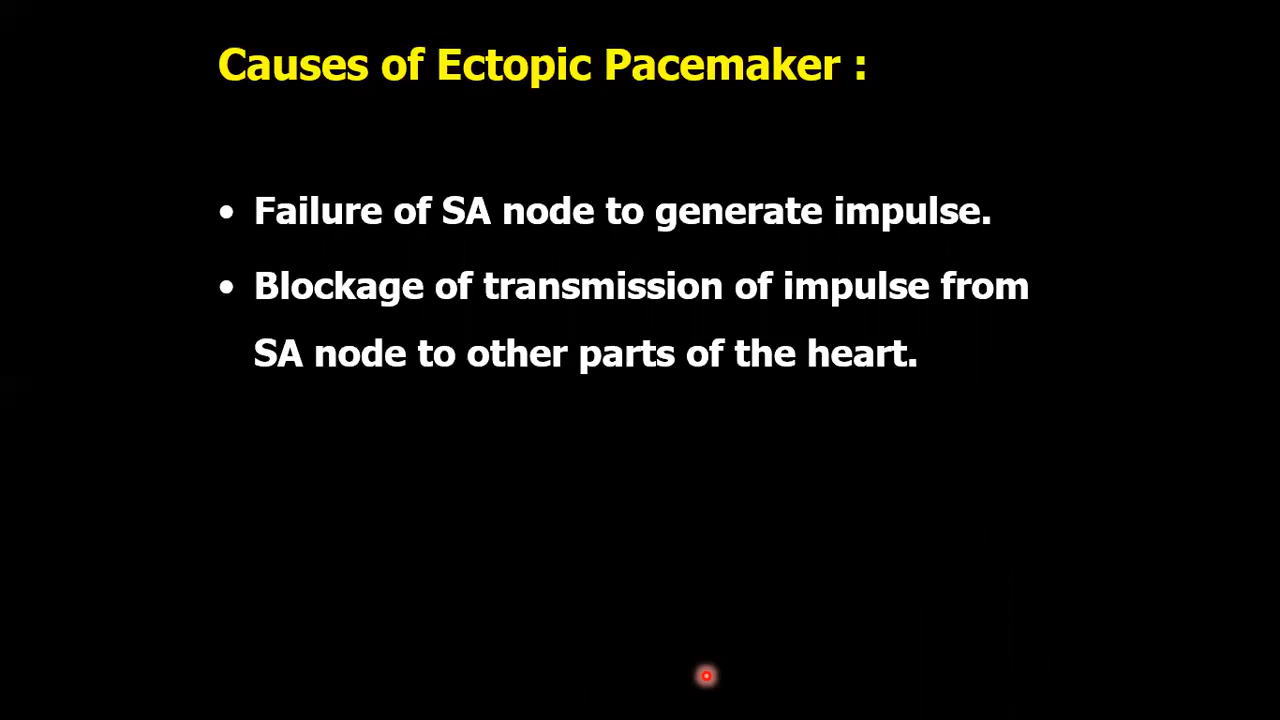 Causes of Ectopic Pacemaker :
• Failure of SA node to generate impulse.
• Blockage of transmission of impulse from
SA node to other parts of the heart.